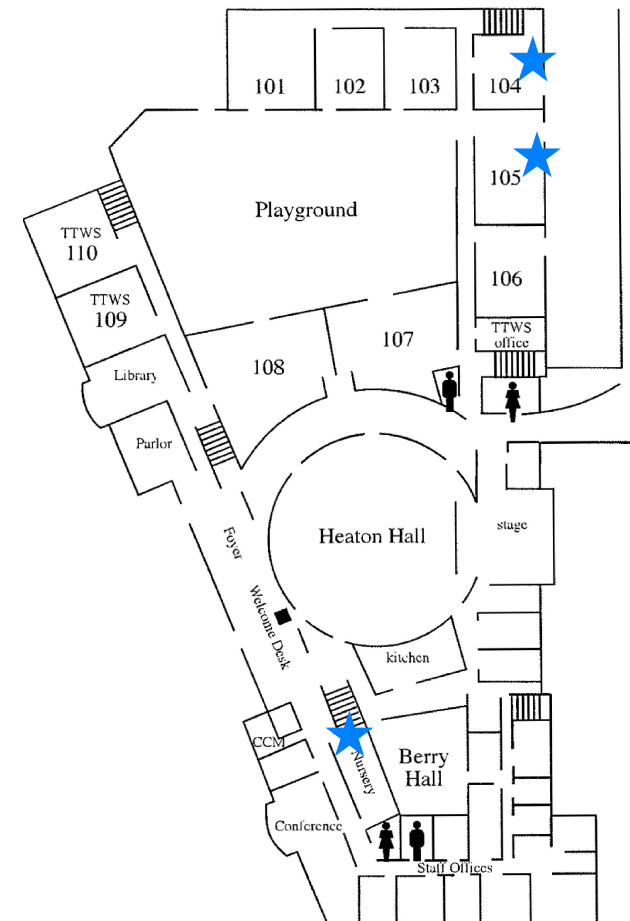 101
102
103
104
105
Playground
TTWS
110
106
TTWS
109
TTWS
office
107
108
Library
Parlor
Foyer
Heaton Hall
stage
Welcome Desk
kitchen
CCM
Nursery
Berry
Hall
Conference
Staff Offices